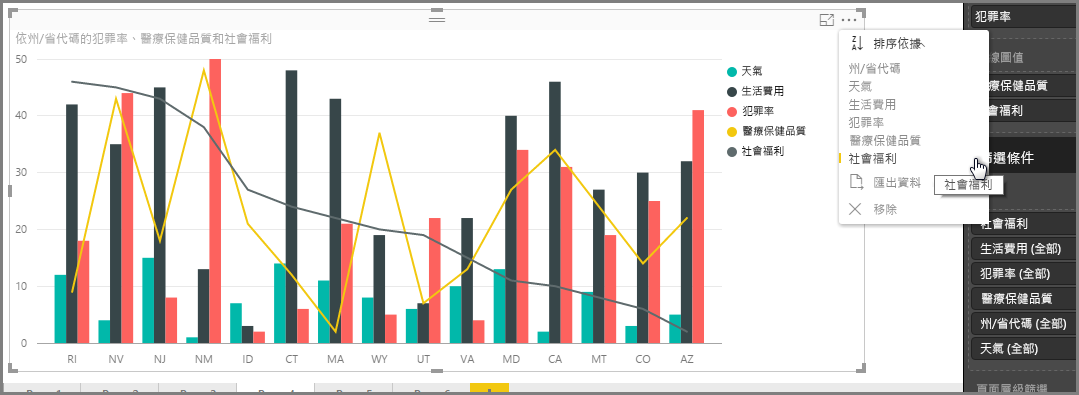 依州/省代碼的犯罪率、醫療保健品質和社會福利
50
40
30
20
10
0
RI NV NJ NM ID CT MA WY UT VA MD CA MT CO AZ
天氣
生活費用
犯罪率
醫療保健品質
社會福利
排序依據
州/省代碼
天氣
生活費用
犯罪率
醫療保健品質
社會福利
匯出資料
移除
社會福利
犯罪率
線圖值
療保健品質
會福利
篩選條件
社會福利
生活費用 (全部)
犯罪率 (全部)
醫療保健品質
州/省代碼 (全部)
天氣 (全部)
頁面層級篩選